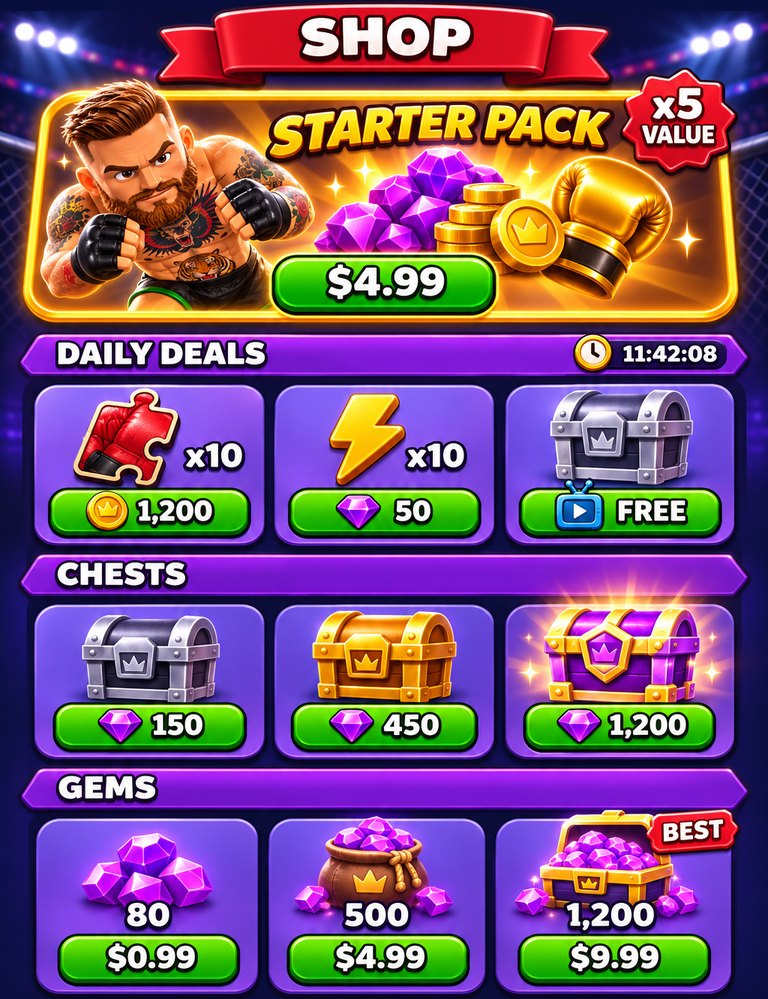 SHOP
STARTER PACK
x5
VALUE
$4.99
DAILY DEALS
11:42:08
x10
x10
1,200
50
FREE
CHESTS
150
450
1,200
GEMS
BEST
80
500
1,200
$0.99
$4.99
$9.99